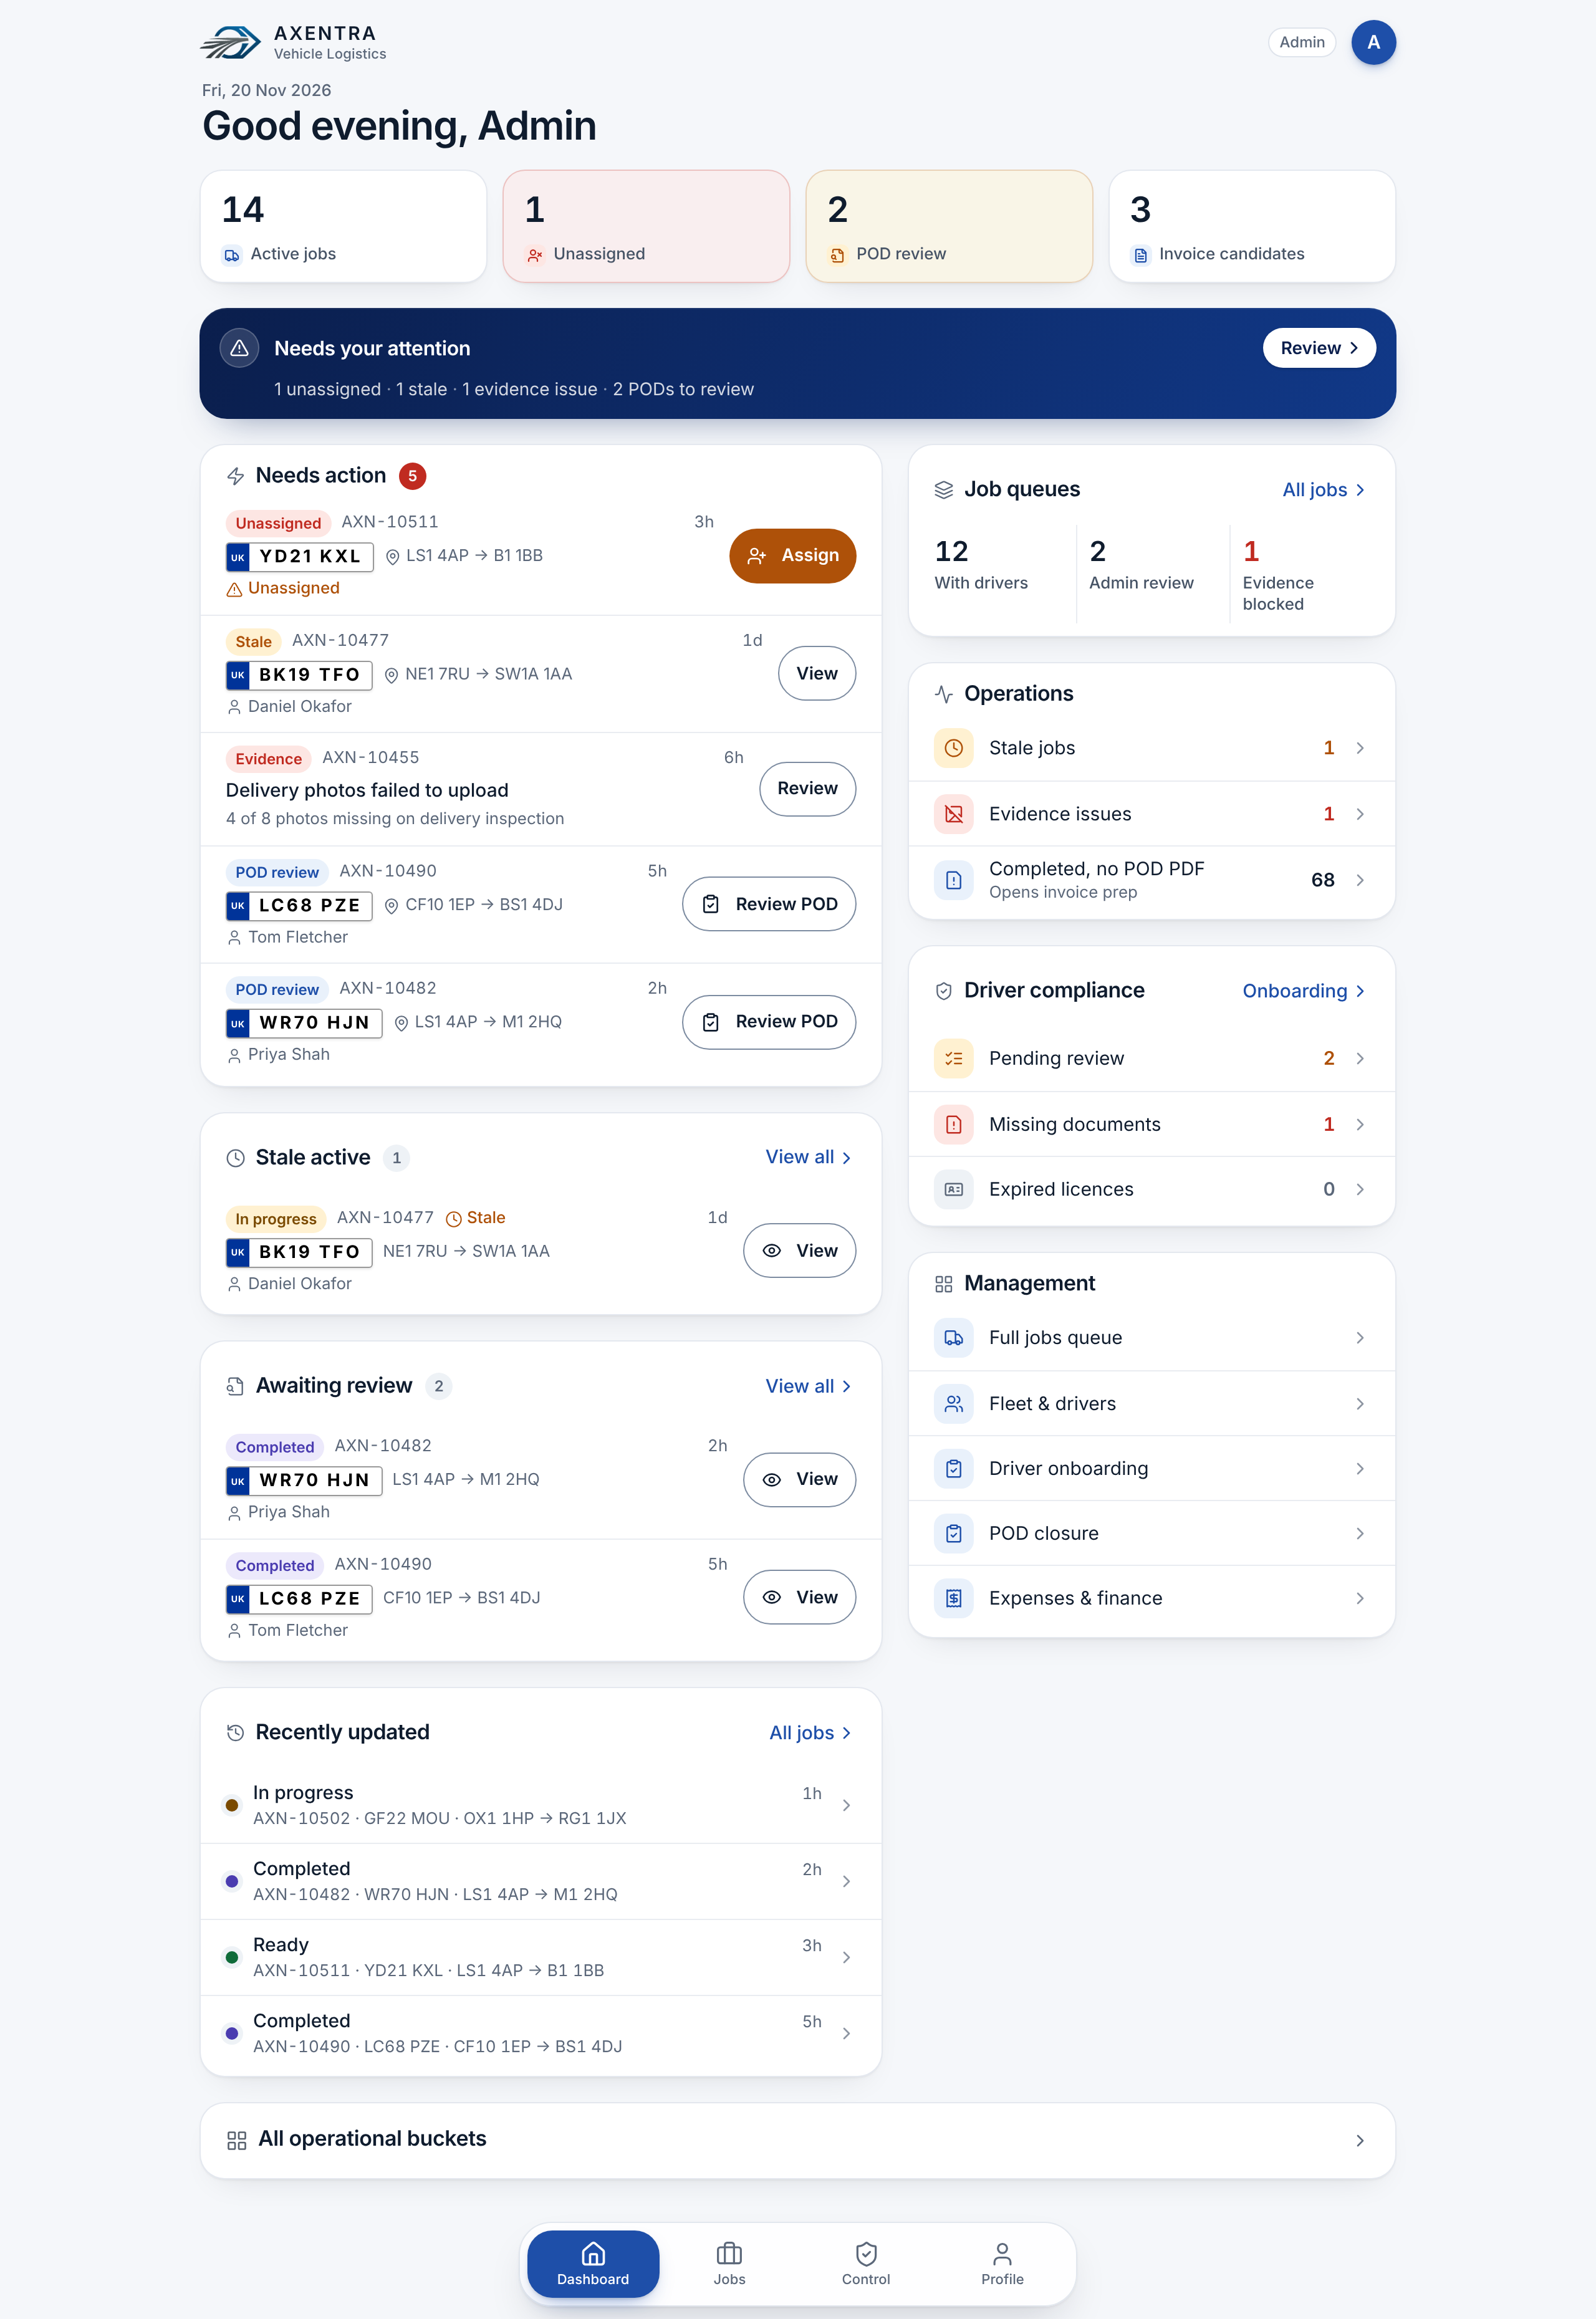 AXENTRA
Vehicle Logistics
Admin
A
Fri, 20 Nov 2026
Good evening, Admin
14
Active jobs
1
Unassigned
2
POD review
3
Invoice candidates
Needs your attention
Review
1 unassigned · 1 stale · 1 evidence issue · 2 PODs to review
Needs action 5
Unassigned AXN-10511 3h
UK YD21 KXL LS1 4AP → B1 1BB
Assign
Unassigned
Stale AXN-10477 1d
UK BK19 TFO NE1 7RU → SW1A 1AA
View
Daniel Okafor
Evidence AXN-10455 6h
Delivery photos failed to upload
Review
4 of 8 photos missing on delivery inspection
POD review AXN-10490 5h
UK LC68 PZE CF10 1EP → BS1 4DJ
Review POD
Tom Fletcher
POD review AXN-10482 2h
UK WR70 HJN LS1 4AP → M1 2HQ
Review POD
Priya Shah
Stale active 1
View all
In progress AXN-10477 Stale 1d
UK BK19 TFO NE1 7RU → SW1A 1AA
View
Daniel Okafor
Awaiting review 2
View all
Completed AXN-10482 2h
UK WR70 HJN LS1 4AP → M1 2HQ
View
Priya Shah
Completed AXN-10490 5h
UK LC68 PZE CF10 1EP → BS1 4DJ
View
Tom Fletcher
Recently updated
All jobs
In progress 1h
AXN-10502 · GF22 MOU · OX1 1HP → RG1 1JX
Completed 2h
AXN-10482 · WR70 HJN · LS1 4AP → M1 2HQ
Ready 3h
AXN-10511 · YD21 KXL · LS1 4AP → B1 1BB
Completed 5h
AXN-10490 · LC68 PZE · CF10 1EP → BS1 4DJ
Job queues
All jobs
12
With drivers
2
Admin review
1
Evidence
blocked
Operations
Stale jobs 1
Evidence issues 1
Completed, no POD PDF 68
Opens invoice prep
Driver compliance
Onboarding
Pending review 2
Missing documents 1
Expired licences 0
Management
Full jobs queue
Fleet & drivers
Driver onboarding
POD closure
Expenses & finance
All operational buckets
Dashboard
Jobs
Control
Profile